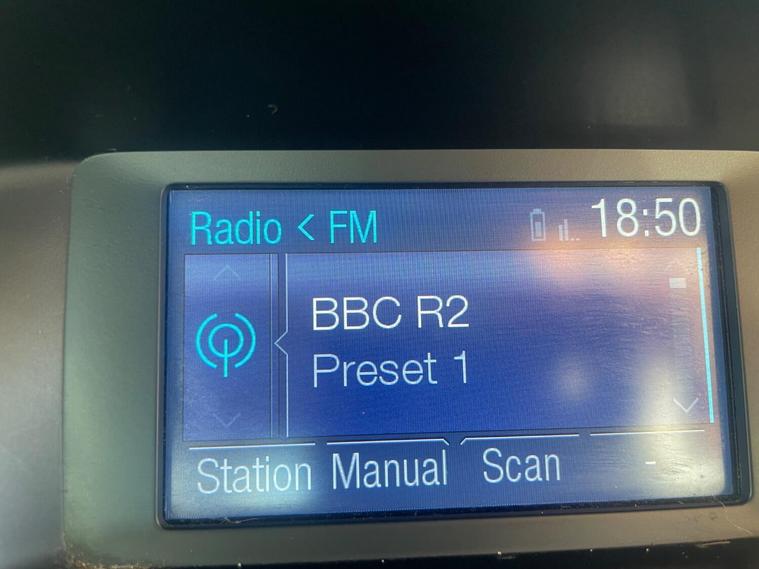 Radio < FM 18:50
BBC R2
Preset 1
Station Manual Scan -